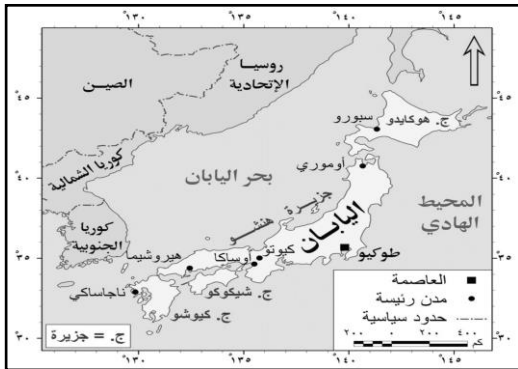 ١٣٠° ١٣٥° ١٤٠° ١٤٥°
روسيـا
الإتحادية
الصيـن
٤٥° ٤٥°
ج. هوكايدو
سبورو
أوموري
كوريا الشمالية
٤٠° ٤٠°
بحر اليابان
المحيط
الهادي
جزيرة هنشو
اليابان
كوريا
الجنوبية
طوكيو
كيوتو
أوساكا
هيروشيما
٣٥° ٣٥°
ج. شيكوكو
ناجاساكي
ج. كيوشو
العاصمة
مدن رئيسة
حدود سياسية
٢٠٠ ٠ ٢٠٠ ٤٠٠
كم
٣٠° ٣٠°
ج. = جزيرة
١٣٠° ١٣٥° ١٤٠° ١٤٥°